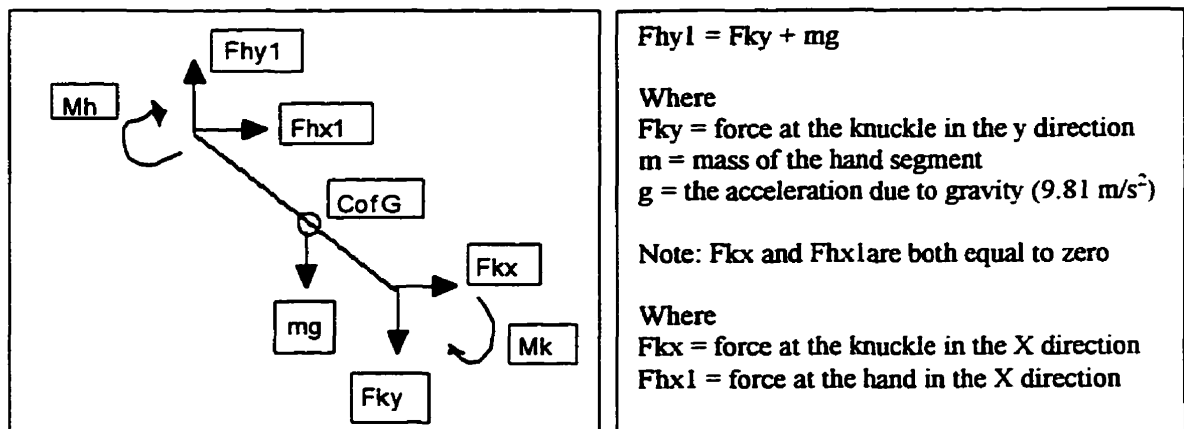 Fhy1
Mh
Fhx1
CofG
Fkx
mg
Mk
Fky
Fhy1 = Fky + mg
Where
Fky = force at the knuckle in the y direction
m = mass of the hand segment
g = the acceleration due to gravity (9.81 m/s²)
Note: Fkx and Fhx1are both equal to zero
Where
Fkx = force at the knuckle in the X direction
Fhx1 = force at the hand in the X direction